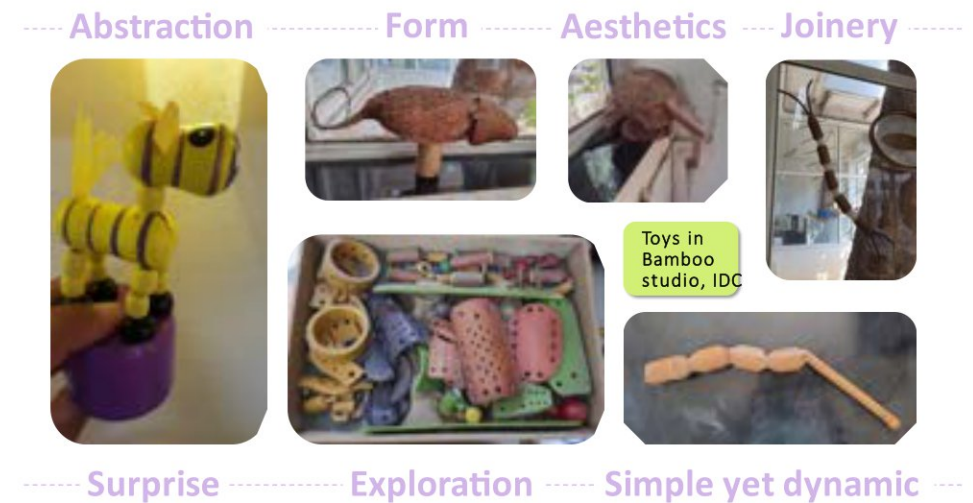 Abstraction Form Aesthetics Joinery
Toys in
Bamboo
studio, IDC
Surprise Exploration Simple yet dynamic